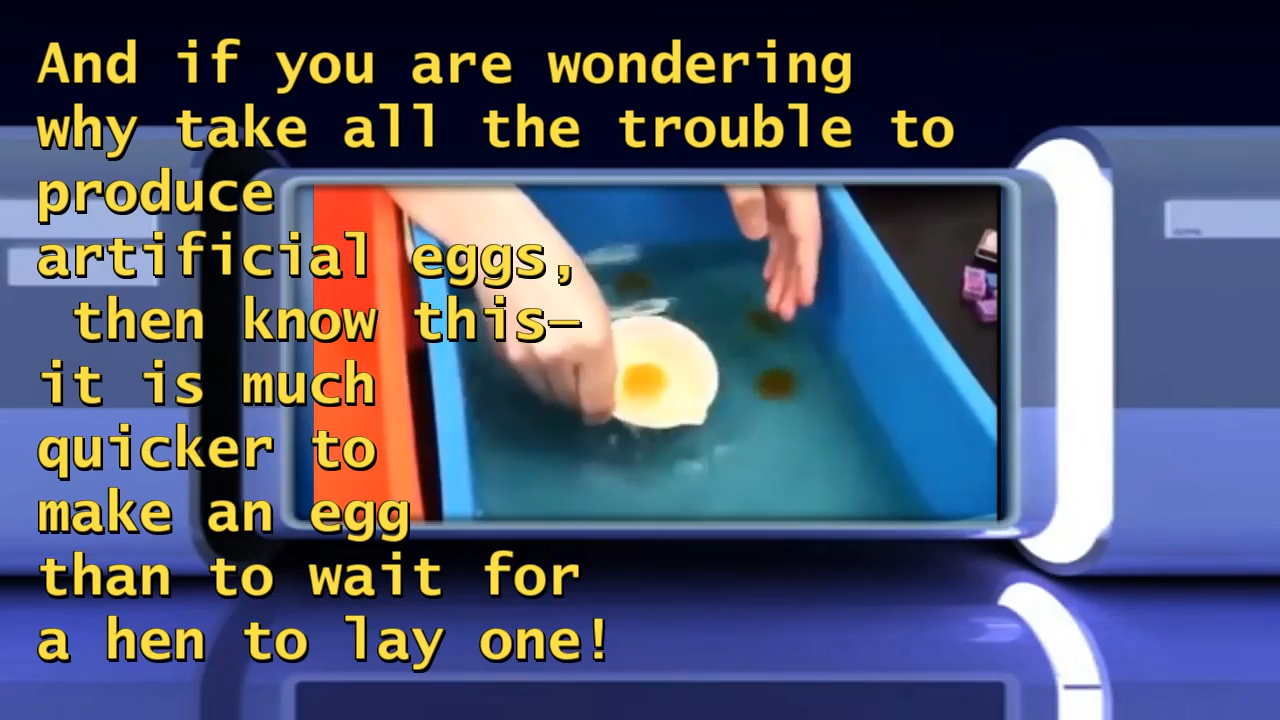 And if you are wondering
why take all the trouble to
produce
artificial eggs,
then know this—
it is much
quicker to
make an egg
than to wait for
a hen to lay one!